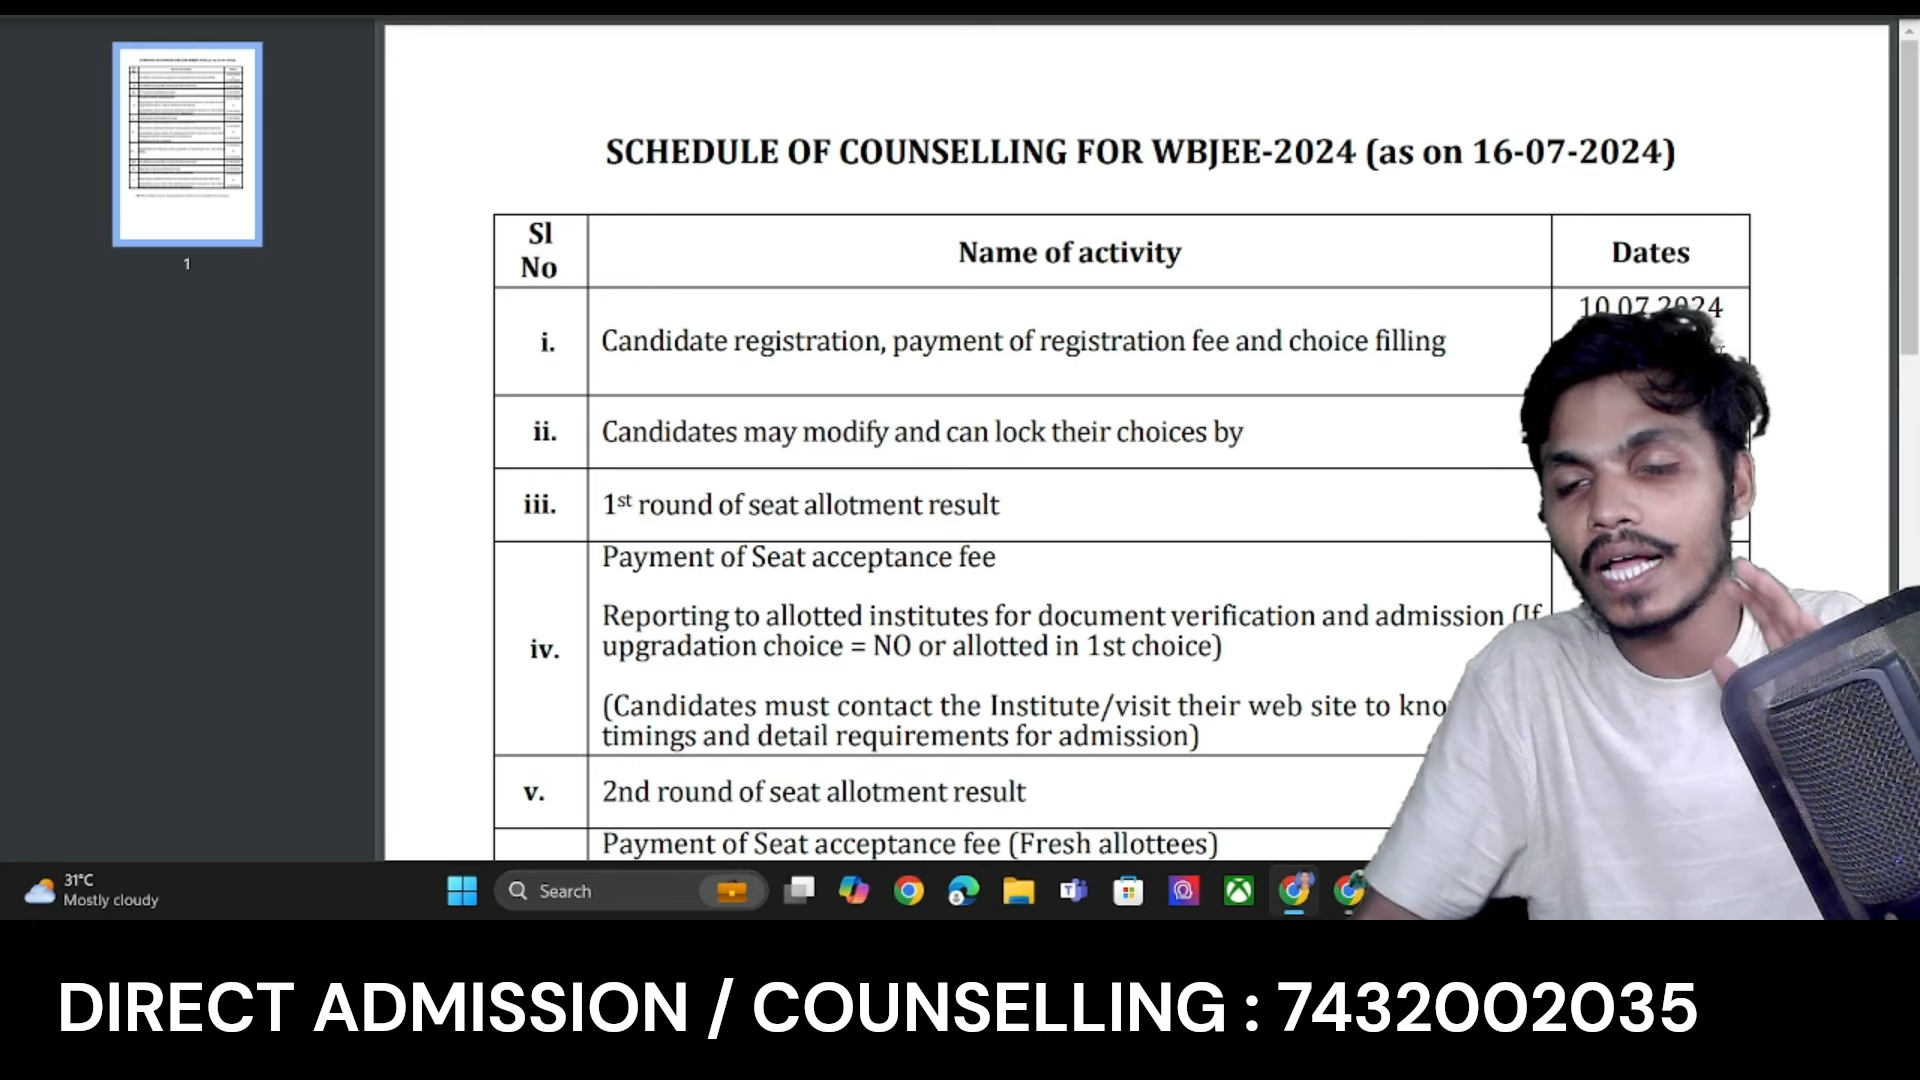 SCHEDULE OF COUNSELLING FOR WBJEE-2024 (as on 16-07-2024)
Sl No
Name of activity
Dates
10.07.2024
i.
Candidate registration, payment of registration fee and choice filling
ii.
Candidates may modify and can lock their choices by
iii.
1st round of seat allotment result
iv.
Payment of Seat acceptance fee
Reporting to allotted institutes for document verification and admission (If
upgradation choice = NO or allotted in 1st choice)
(Candidates must contact the Institute/visit their web site to
timings and detail requirements for admission)
v.
2nd round of seat allotment result
Payment of Seat acceptance fee (Fresh allottees)
1
31°C
Mostly cloudy
Search
DIRECT ADMISSION / COUNSELLING : 7432002035